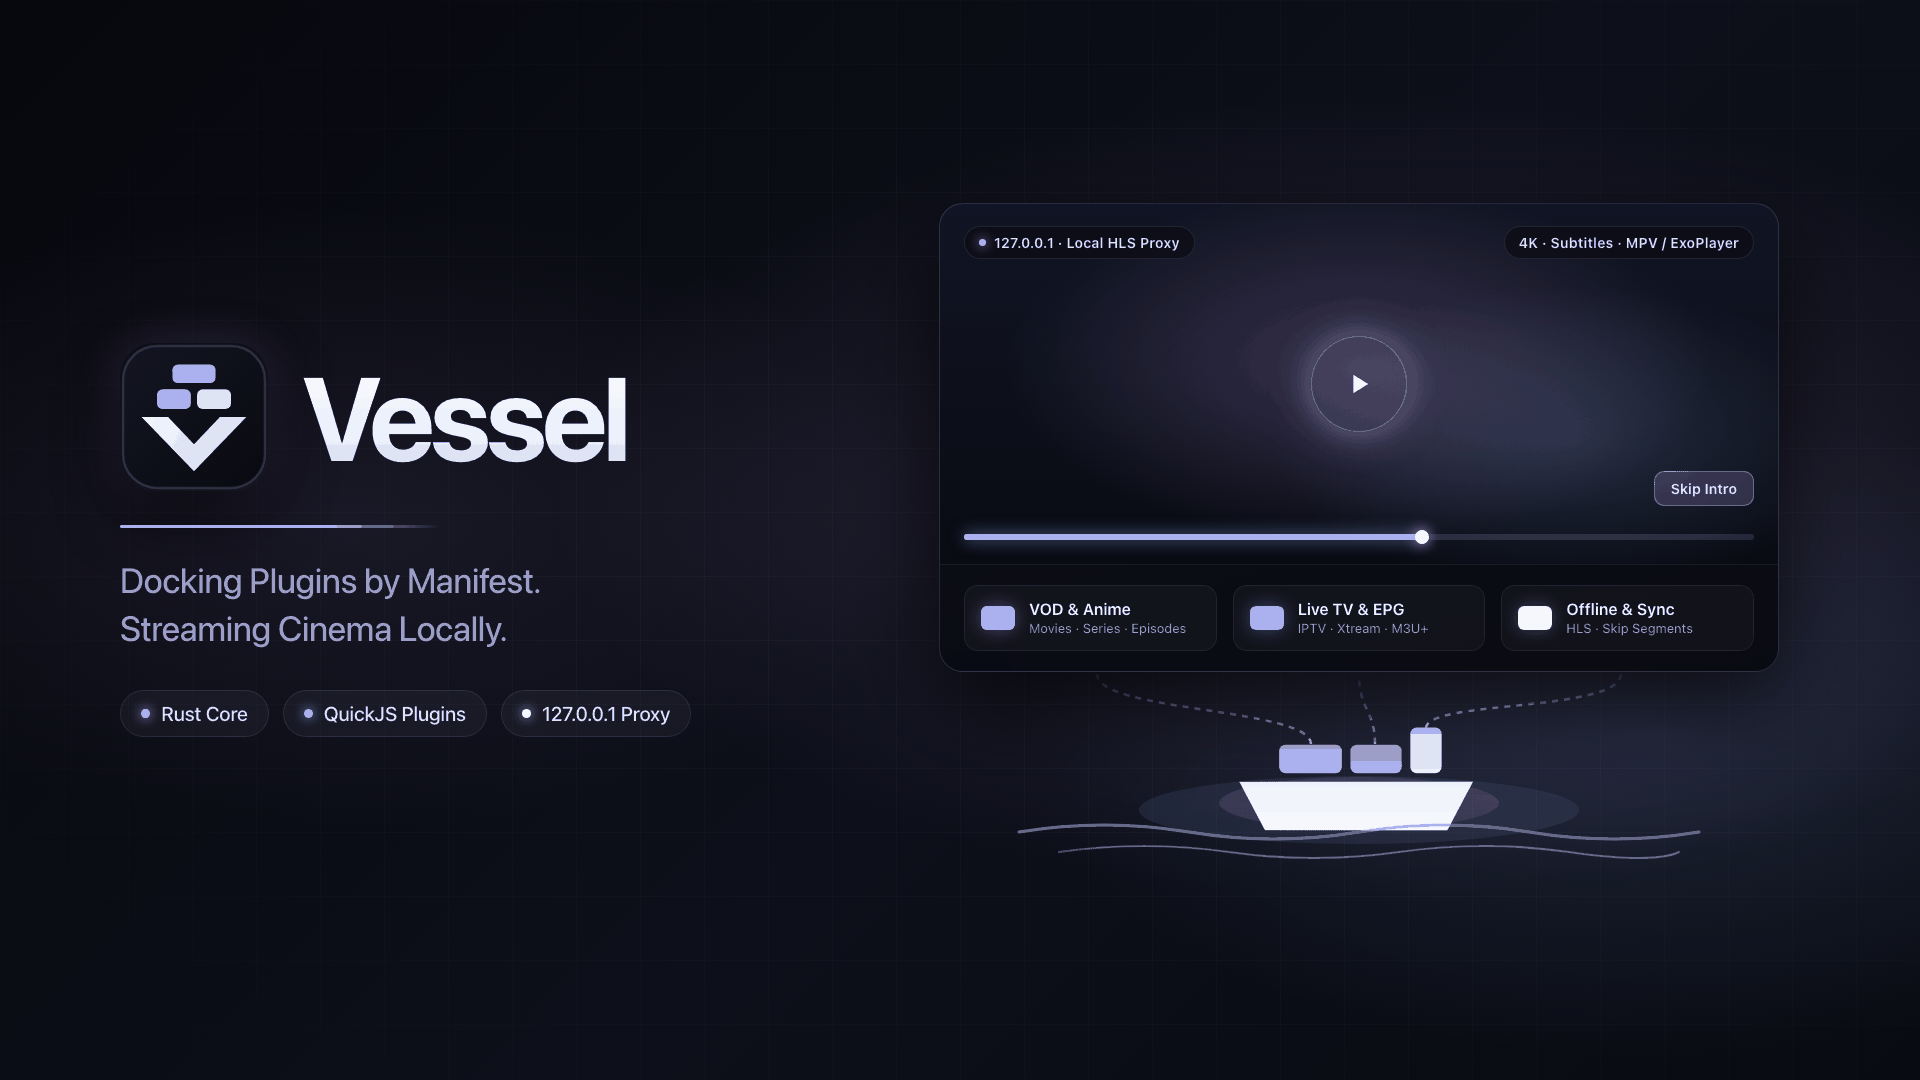 Vessel
Docking Plugins by Manifest.
Streaming Cinema Locally.
Rust Core
QuickJS Plugins
127.0.0.1 Proxy
127.0.0.1 · Local HLS Proxy
4K · Subtitles · MPV / ExoPlayer
Skip Intro
VOD & Anime
Movies · Series · Episodes
Live TV & EPG
IPTV · Xtream · M3U+
Offline & Sync
HLS · Skip Segments